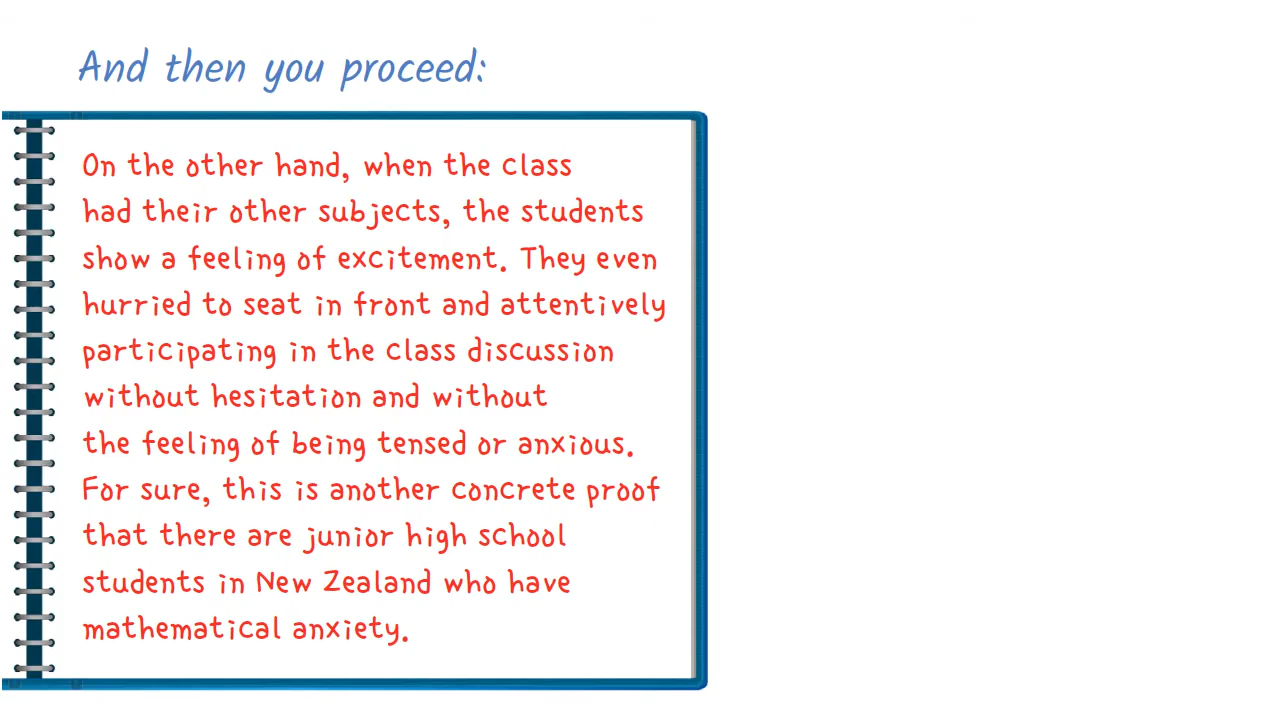 And then you proceed:
On the other hand, when the class
had their other subjects, the students
show a feeling of excitement. They even
hurried to seat in front and attentively
participating in the class discussion
without hesitation and without
the feeling of being tensed or anxious.
For sure, this is another concrete proof
that there are junior high school
students in New Zealand who have
mathematical anxiety.